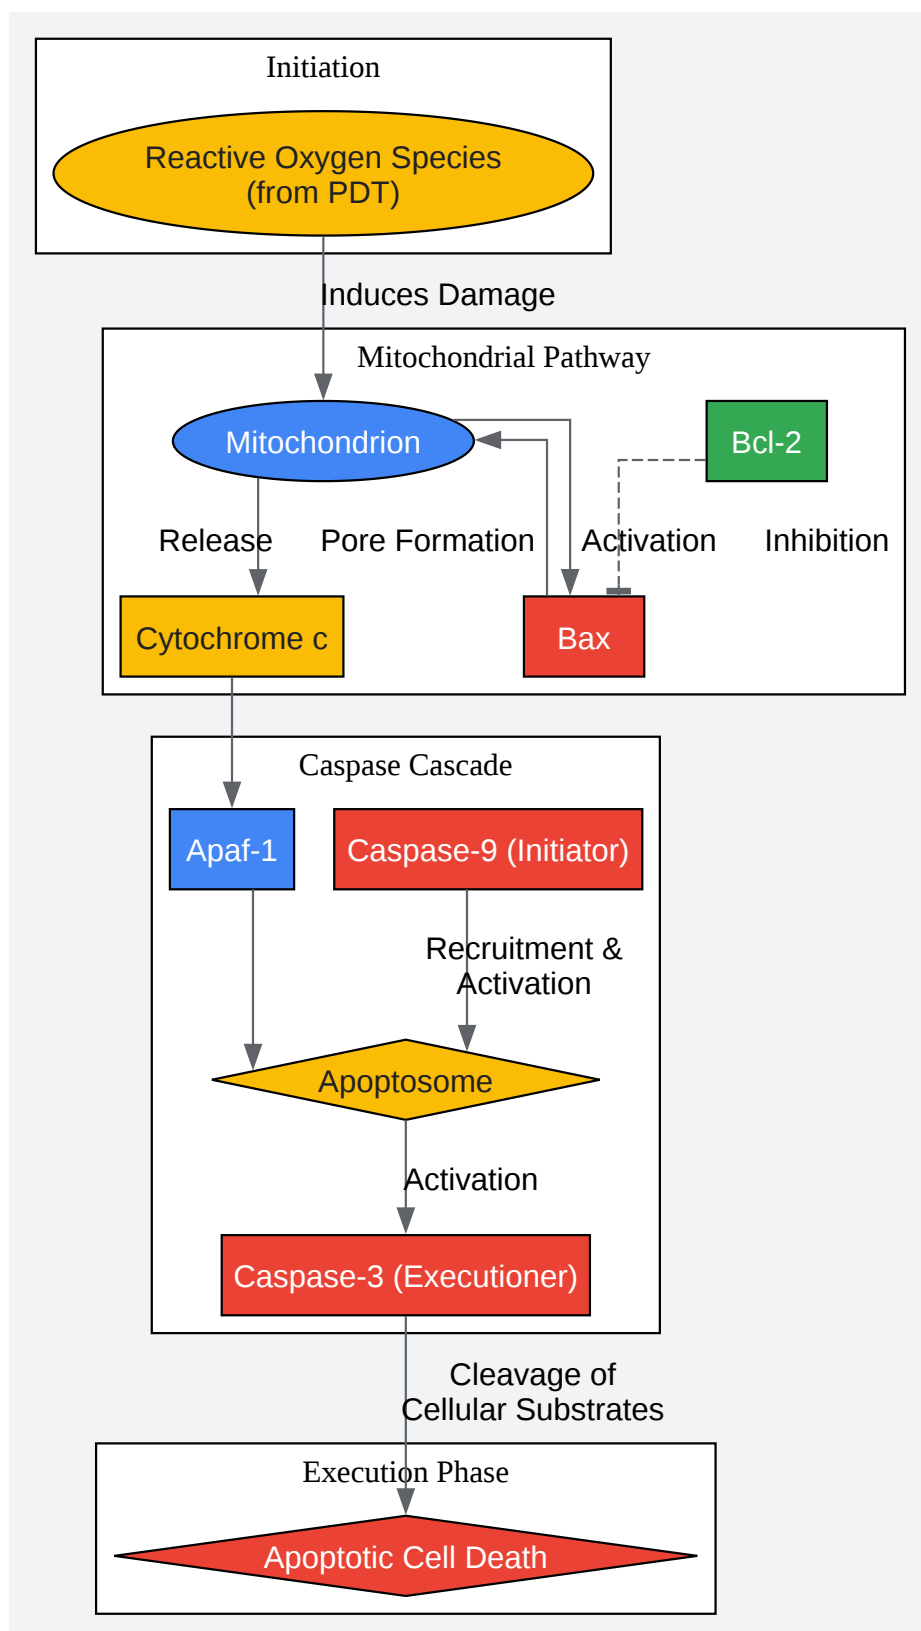 Initiation
Reactive Oxygen Species
(from PDT)
Induces Damage
Mitochondrial Pathway
Mitochondrion
Bcl-2
Release
Pore Formation
Activation
Inhibition
Cytochrome c
Bax
Caspase Cascade
Apaf-1
Caspase-9 (Initiator)
Recruitment &
Activation
Apoptosome
Activation
Caspase-3 (Executioner)
Cleavage of
Cellular Substrates
Execution Phase
Apoptotic Cell Death